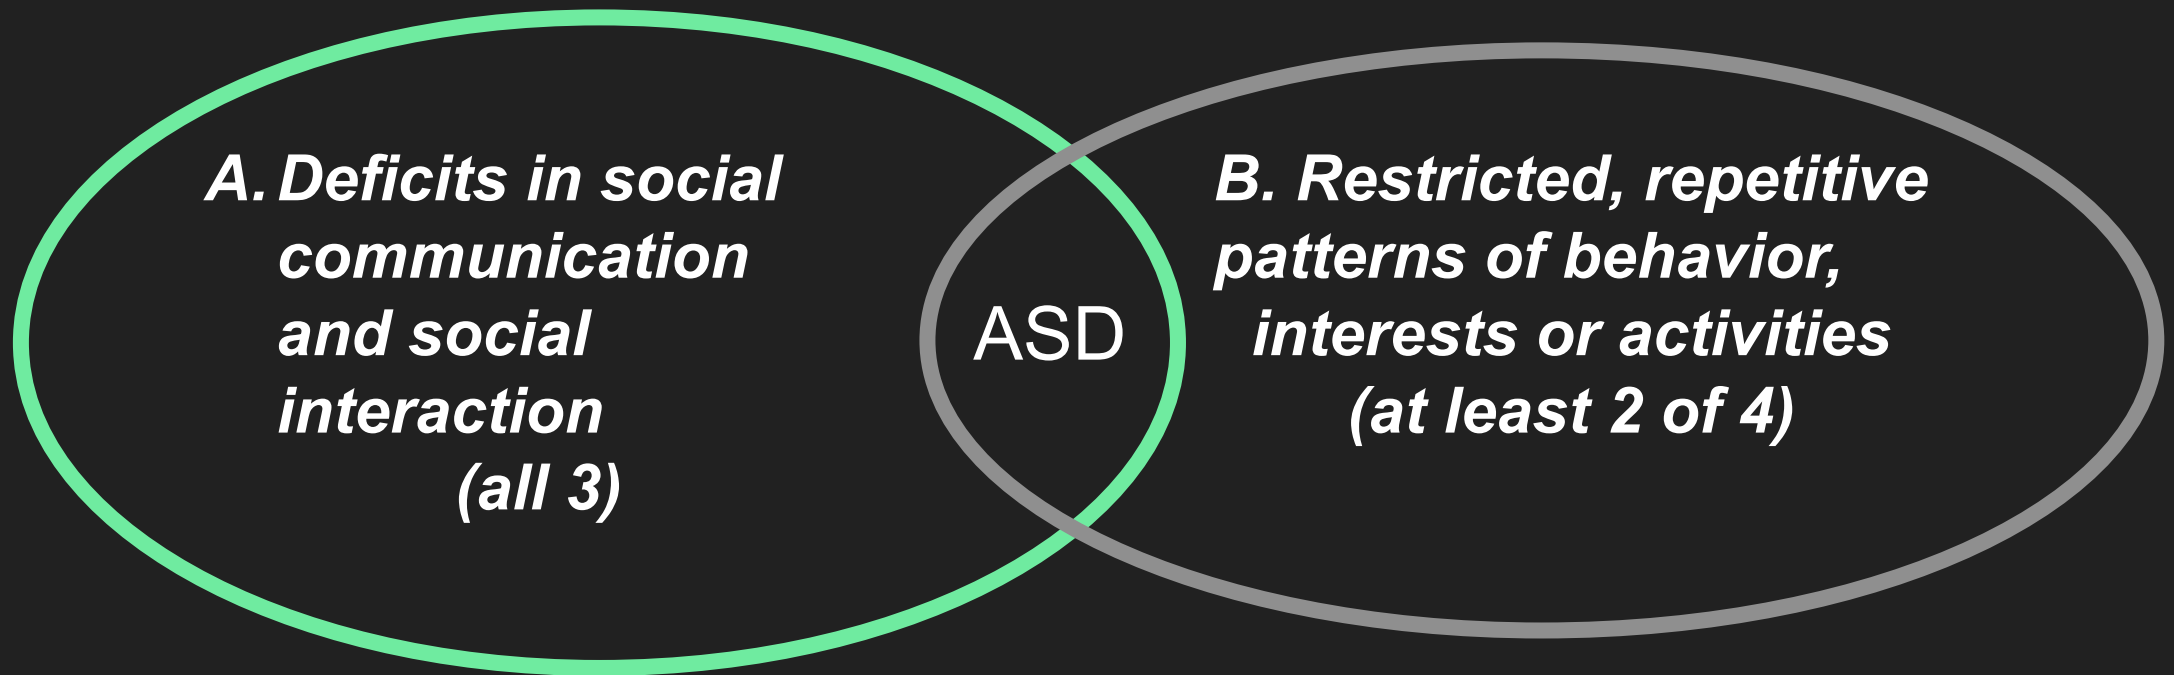 A. Deficits in social
communication
and social
interaction
(all 3)
ASD
B. Restricted, repetitive
patterns of behavior,
interests or activities
(at least 2 of 4)